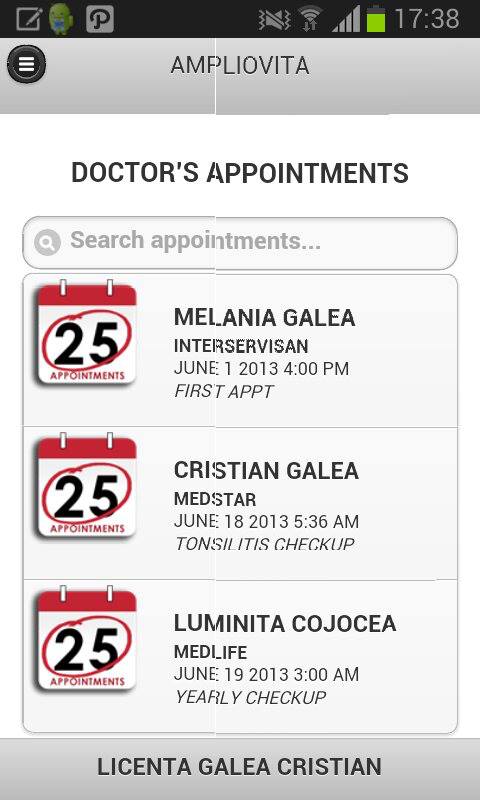 17:38
AMPLIOVITA
DOCTOR'S APPOINTMENTS
Search appointments...
25
APPOINTMENTS
MELANIA GALEA
INTERSERVISAN
JUNE 1 2013 4:00 PM
FIRST APPT
25
APPOINTMENTS
CRISTIAN GALEA
MEDSTAR
JUNE 18 2013 5:36 AM
TONSILITIS CHECKUP
25
APPOINTMENTS
LUMINITA COJOCEA
MEDLIFE
JUNE 19 2013 3:00 AM
YEARLY CHECKUP
LICENTA GALEA CRISTIAN